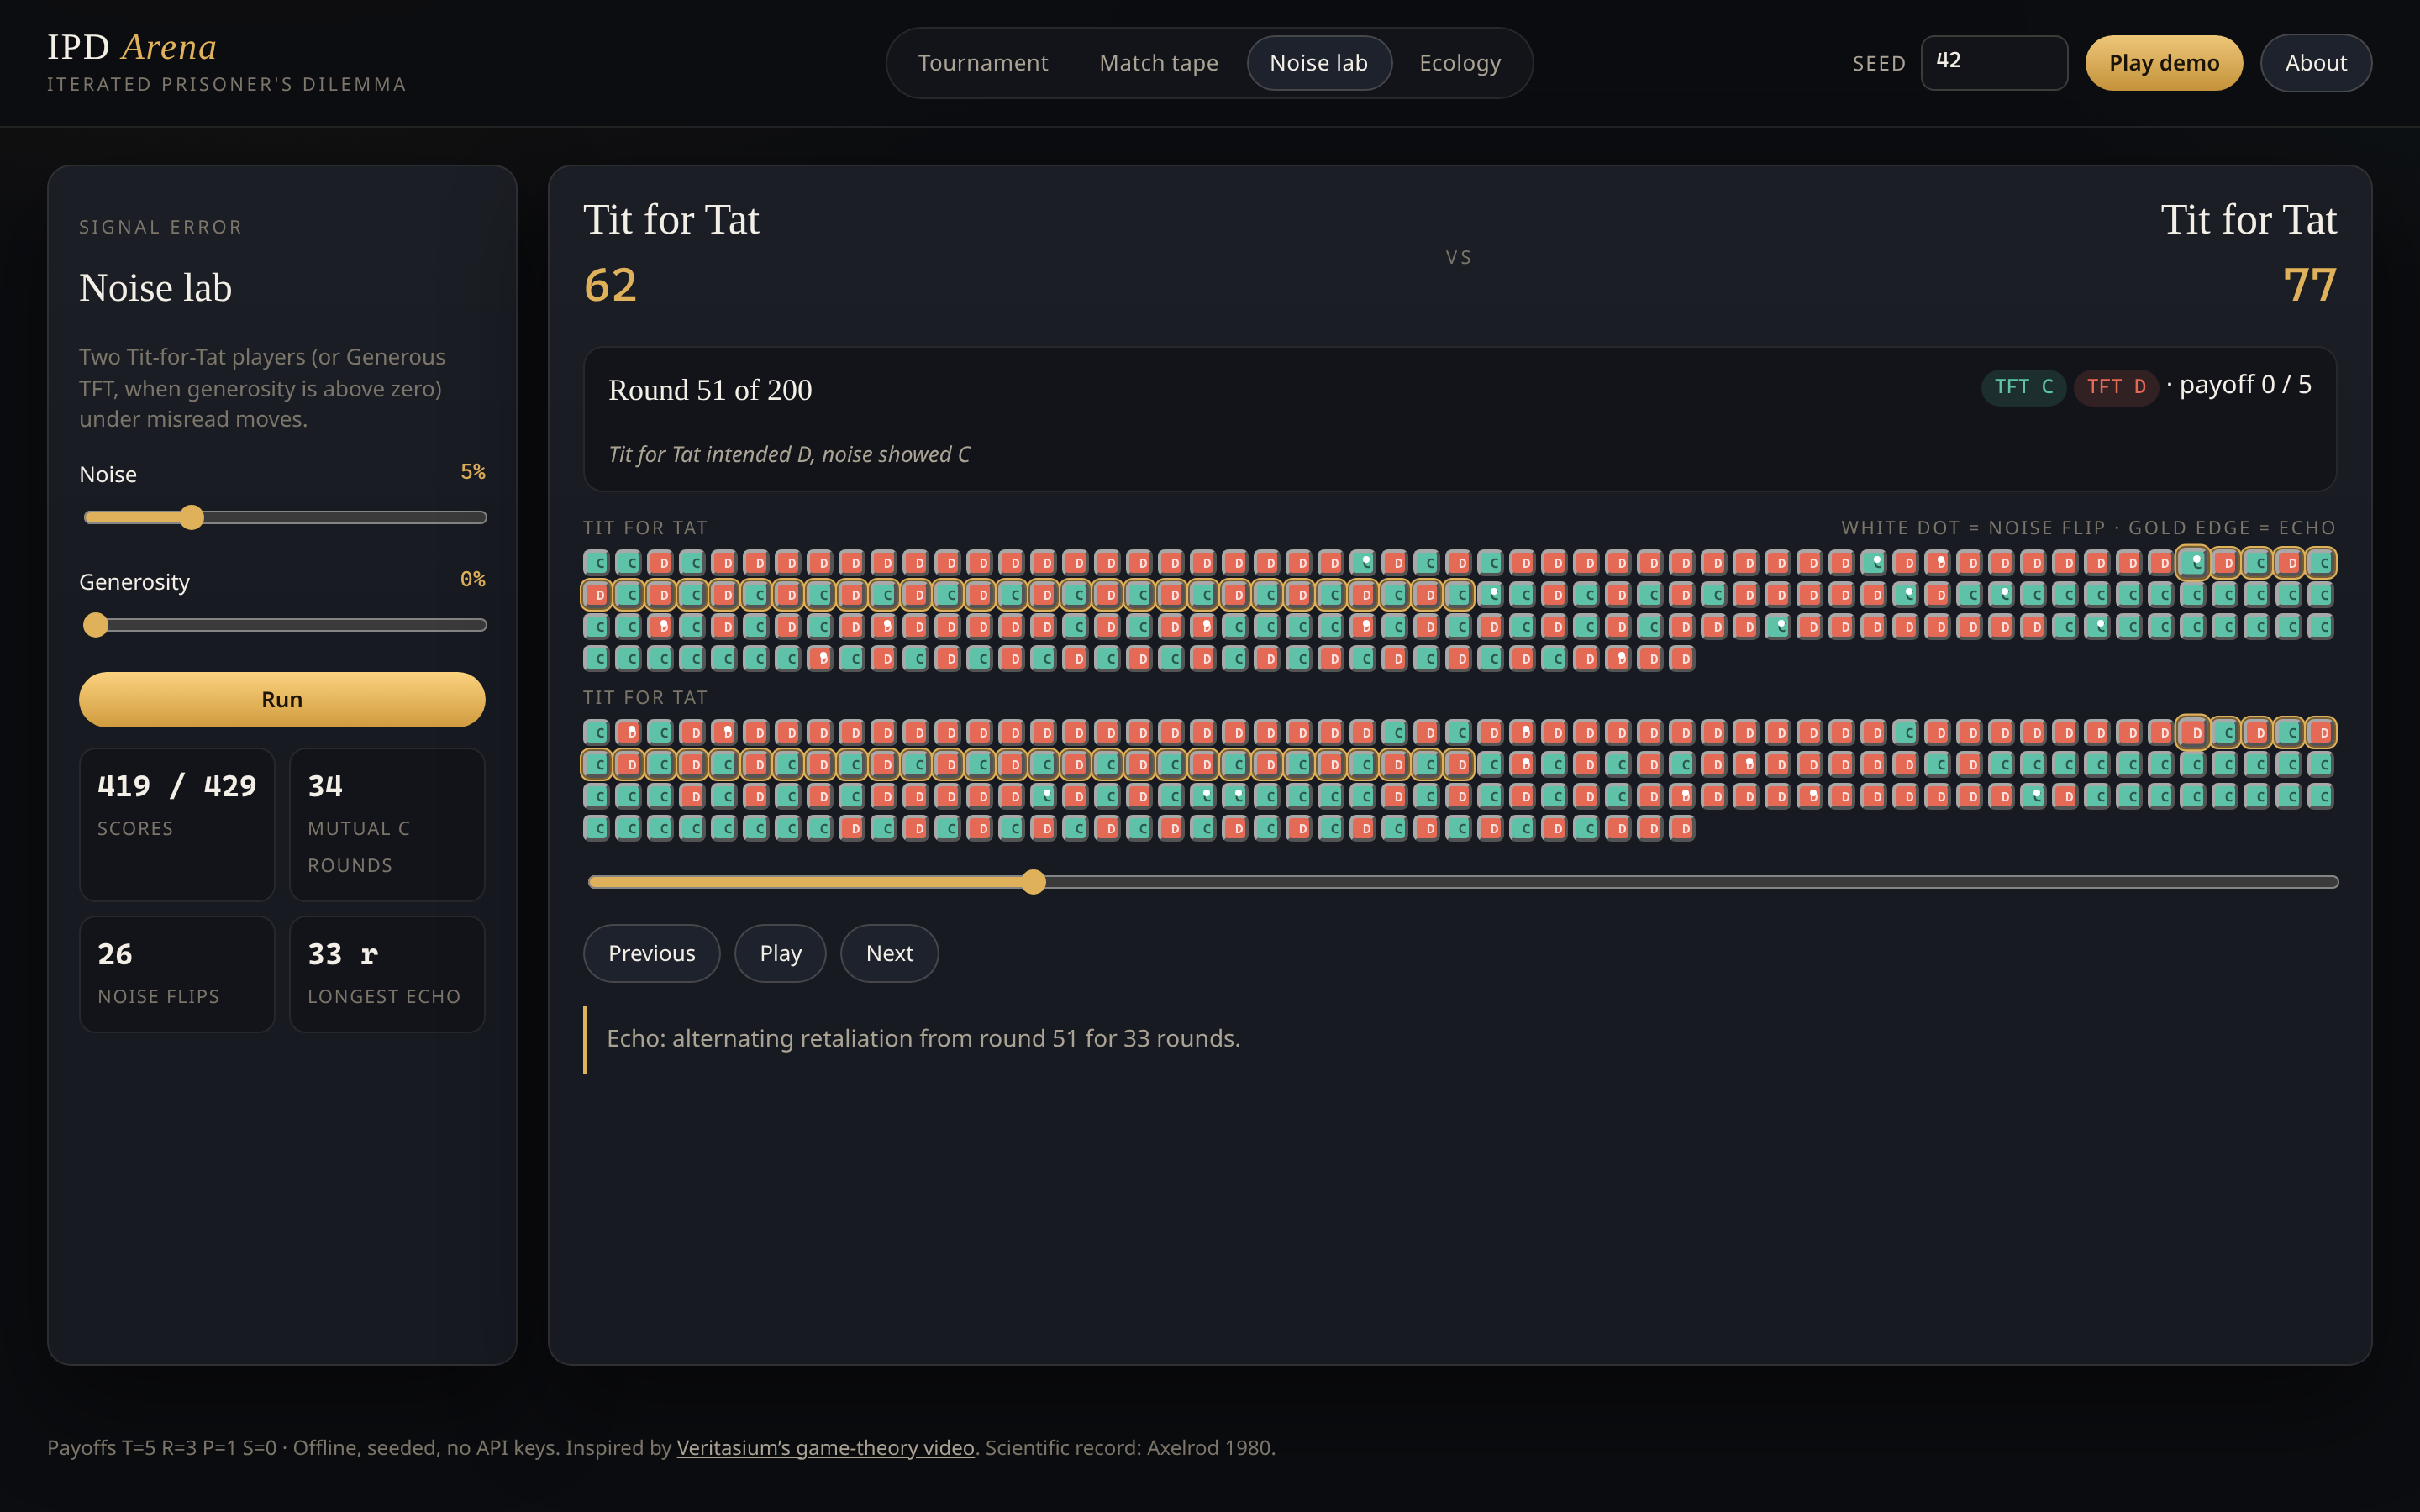 IPD Arena
ITERATED PRISONER'S DILEMMA
Tournament
Match tape
Noise lab
Ecology
SEED
42
Play demo
About
SIGNAL ERROR
Noise lab
Two Tit-for-Tat players (or Generous
TFT, when generosity is above zero)
under misread moves.
Noise 5%
Generosity 0%
Run
419 / 429
SCORES
34
MUTUAL C
ROUNDS
26
NOISE FLIPS
33 r
LONGEST ECHO
Tit for Tat
62
VS
Tit for Tat
77
Round 51 of 200
TFT C TFT D · payoff 0 / 5
Tit for Tat intended D, noise showed C
TIT FOR TAT
WHITE DOT = NOISE FLIP · GOLD EDGE = ECHO
C C D C D D D D D D D D D D D D D D D D D D D D C D C D C D D D D D D D D D D D C D D D D D D D D D C D C D C
D C D C D C D C D C D C D C D C D C D C D C D C D C D C C C D C D C D C D D D D D C D C C C C C C C C C C C C
C C D C D C D C D D D D D D D C D C D D C C C C D C D C D C D C D C D D D C D D D D D D D D C C C C C C C C C
C C C C C C C D C D C D C D C D C D C D C D C D C D C D C D C D D D D
TIT FOR TAT
C D C D D D D D D D D D D D D D D D D D D D D D D C D C D D D D D D D D D D D D D C D D D D D D D D D C D C D
C D C D C D C D C D C D C D C D C D C D C D C D C D C D C D C D C D C D D D D D D D C D C C C C C C C C C C C
C C C D C D C D C D D D D D C D C D C C C C C C C D C D C D C D C D D D D D D D D D D D D C D C C C C C C C C
C C C C C C C C D C D C D C D C D C D C D C D C D C D C D C D C D D D
Previous
Play
Next
Echo: alternating retaliation from round 51 for 33 rounds.
Payoffs T=5 R=3 P=1 S=0 · Offline, seeded, no API keys. Inspired by Veritasium’s game-theory video. Scientific record: Axelrod 1980.